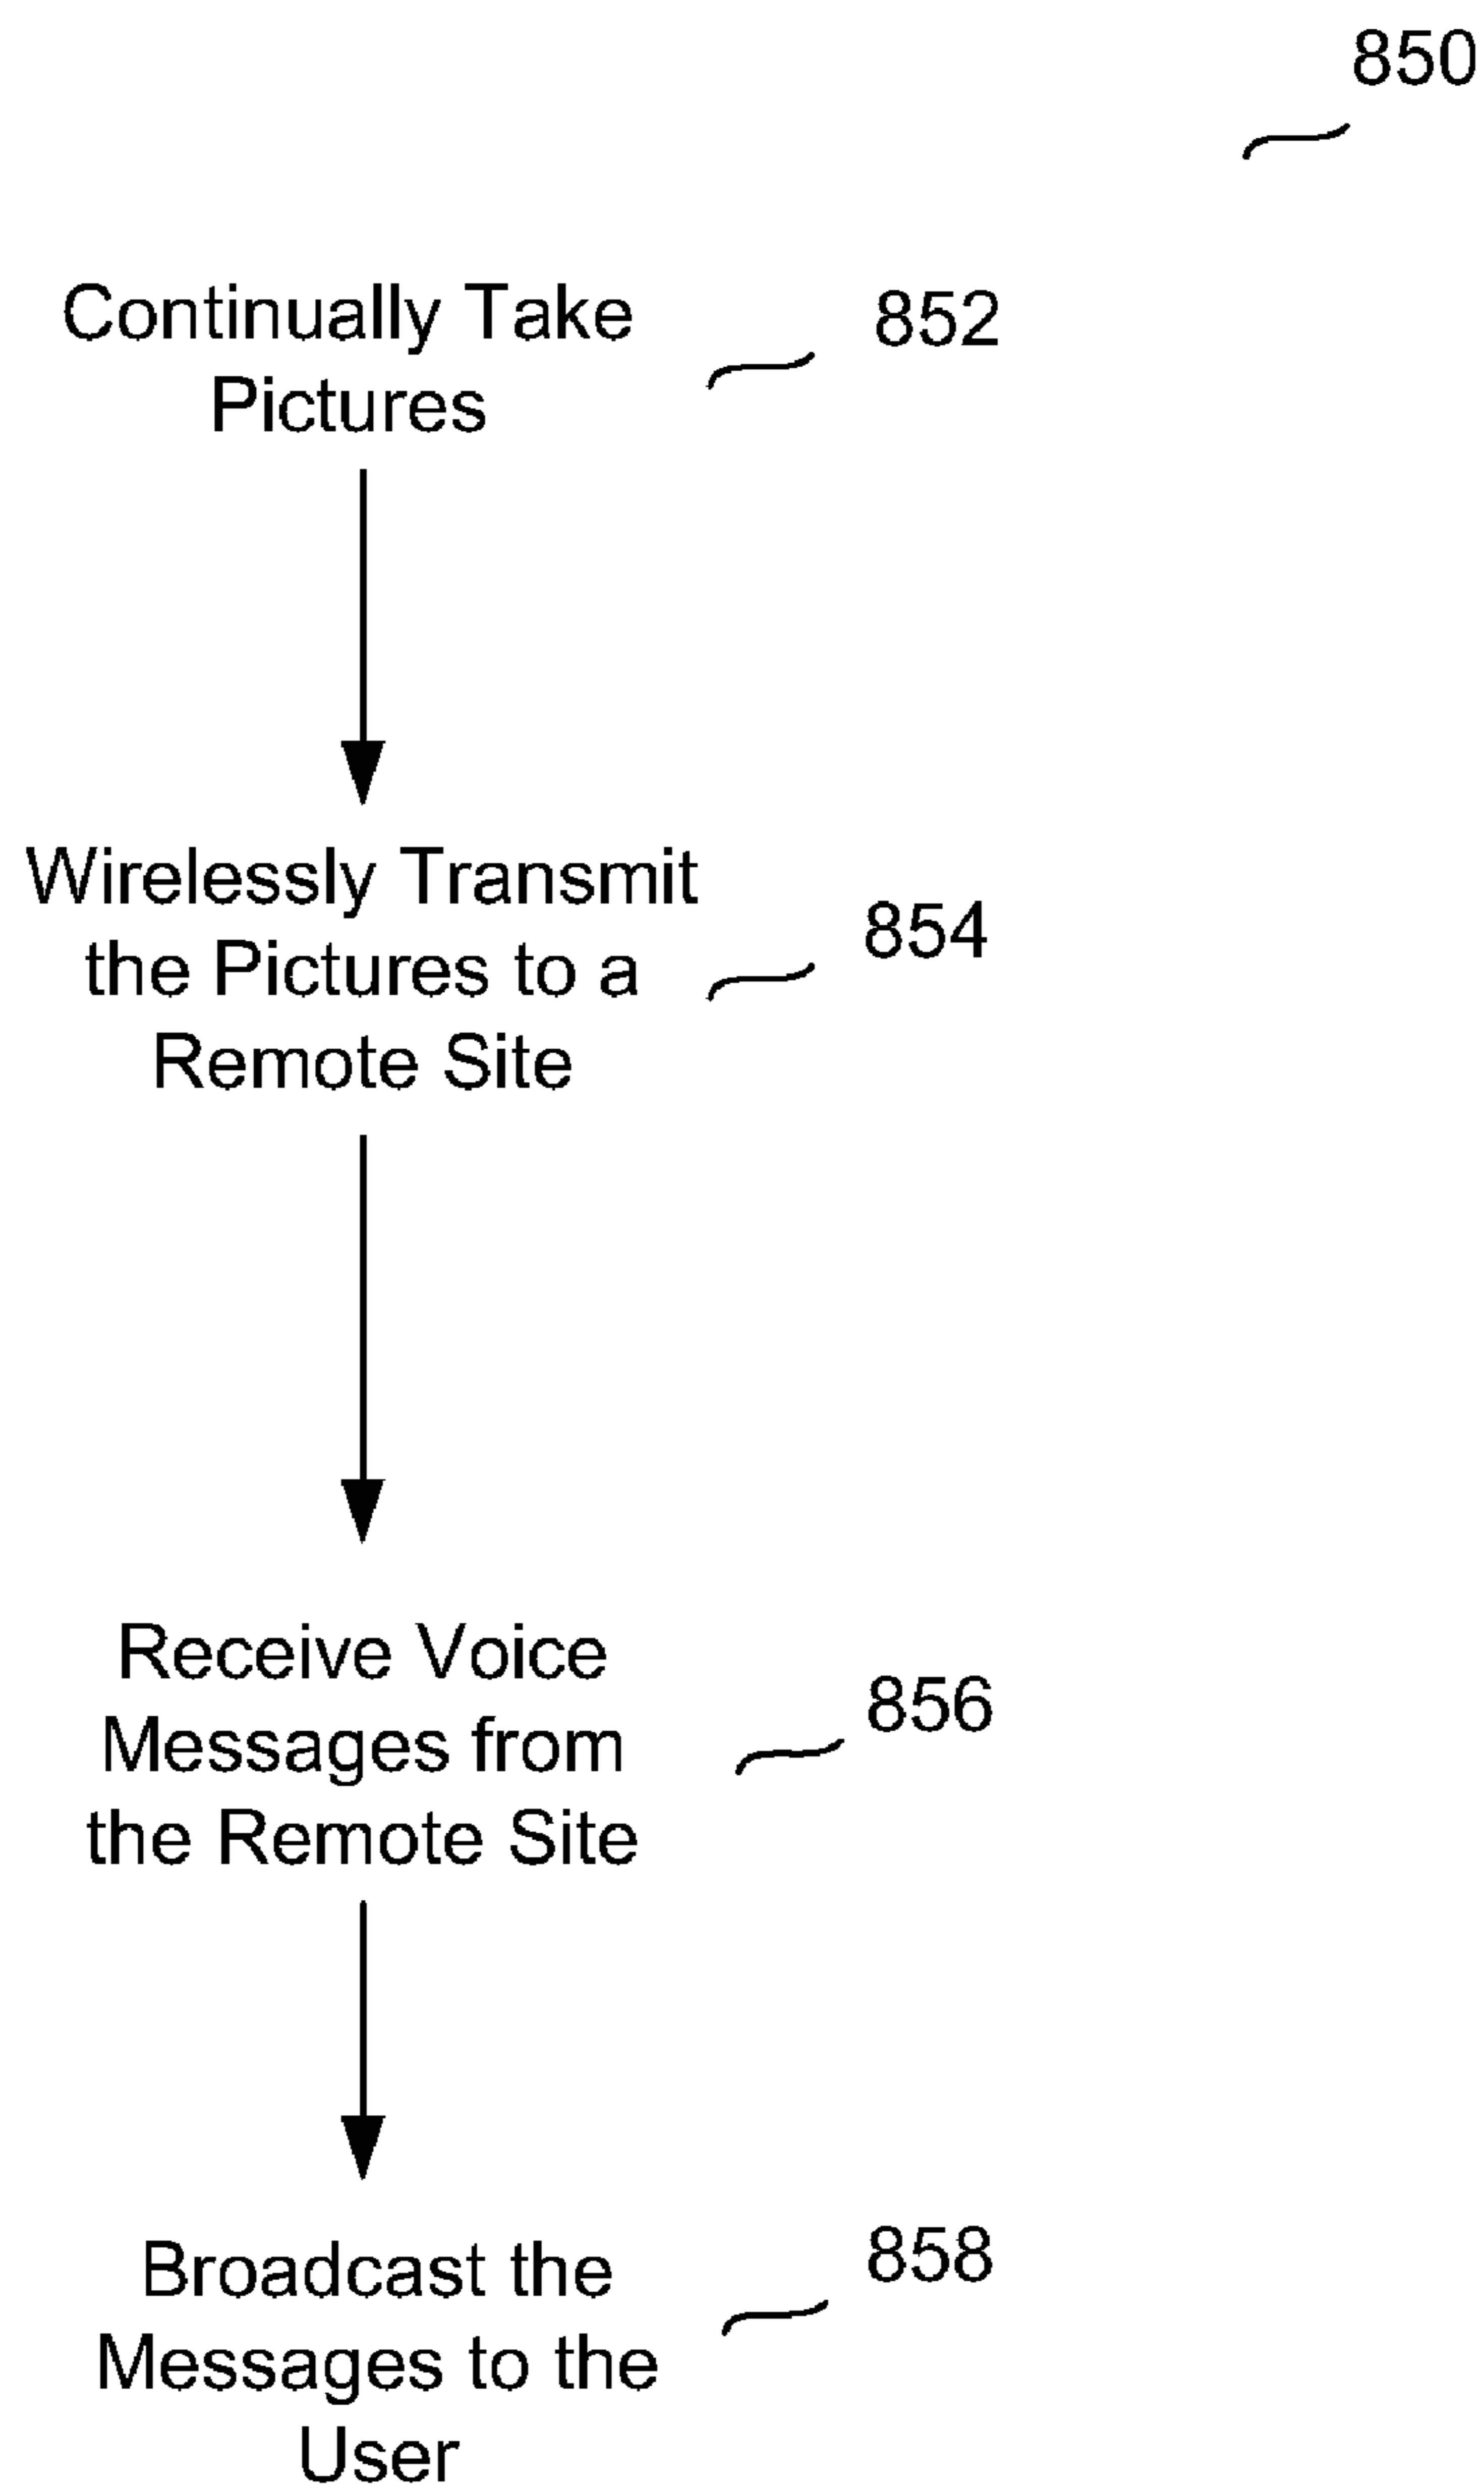 850
Continually Take
Pictures
852
Wirelessly Transmit
the Pictures to a
Remote Site
854
Receive Voice
Messages from
the Remote Site
856
Broadcast the
Messages to the
User
858